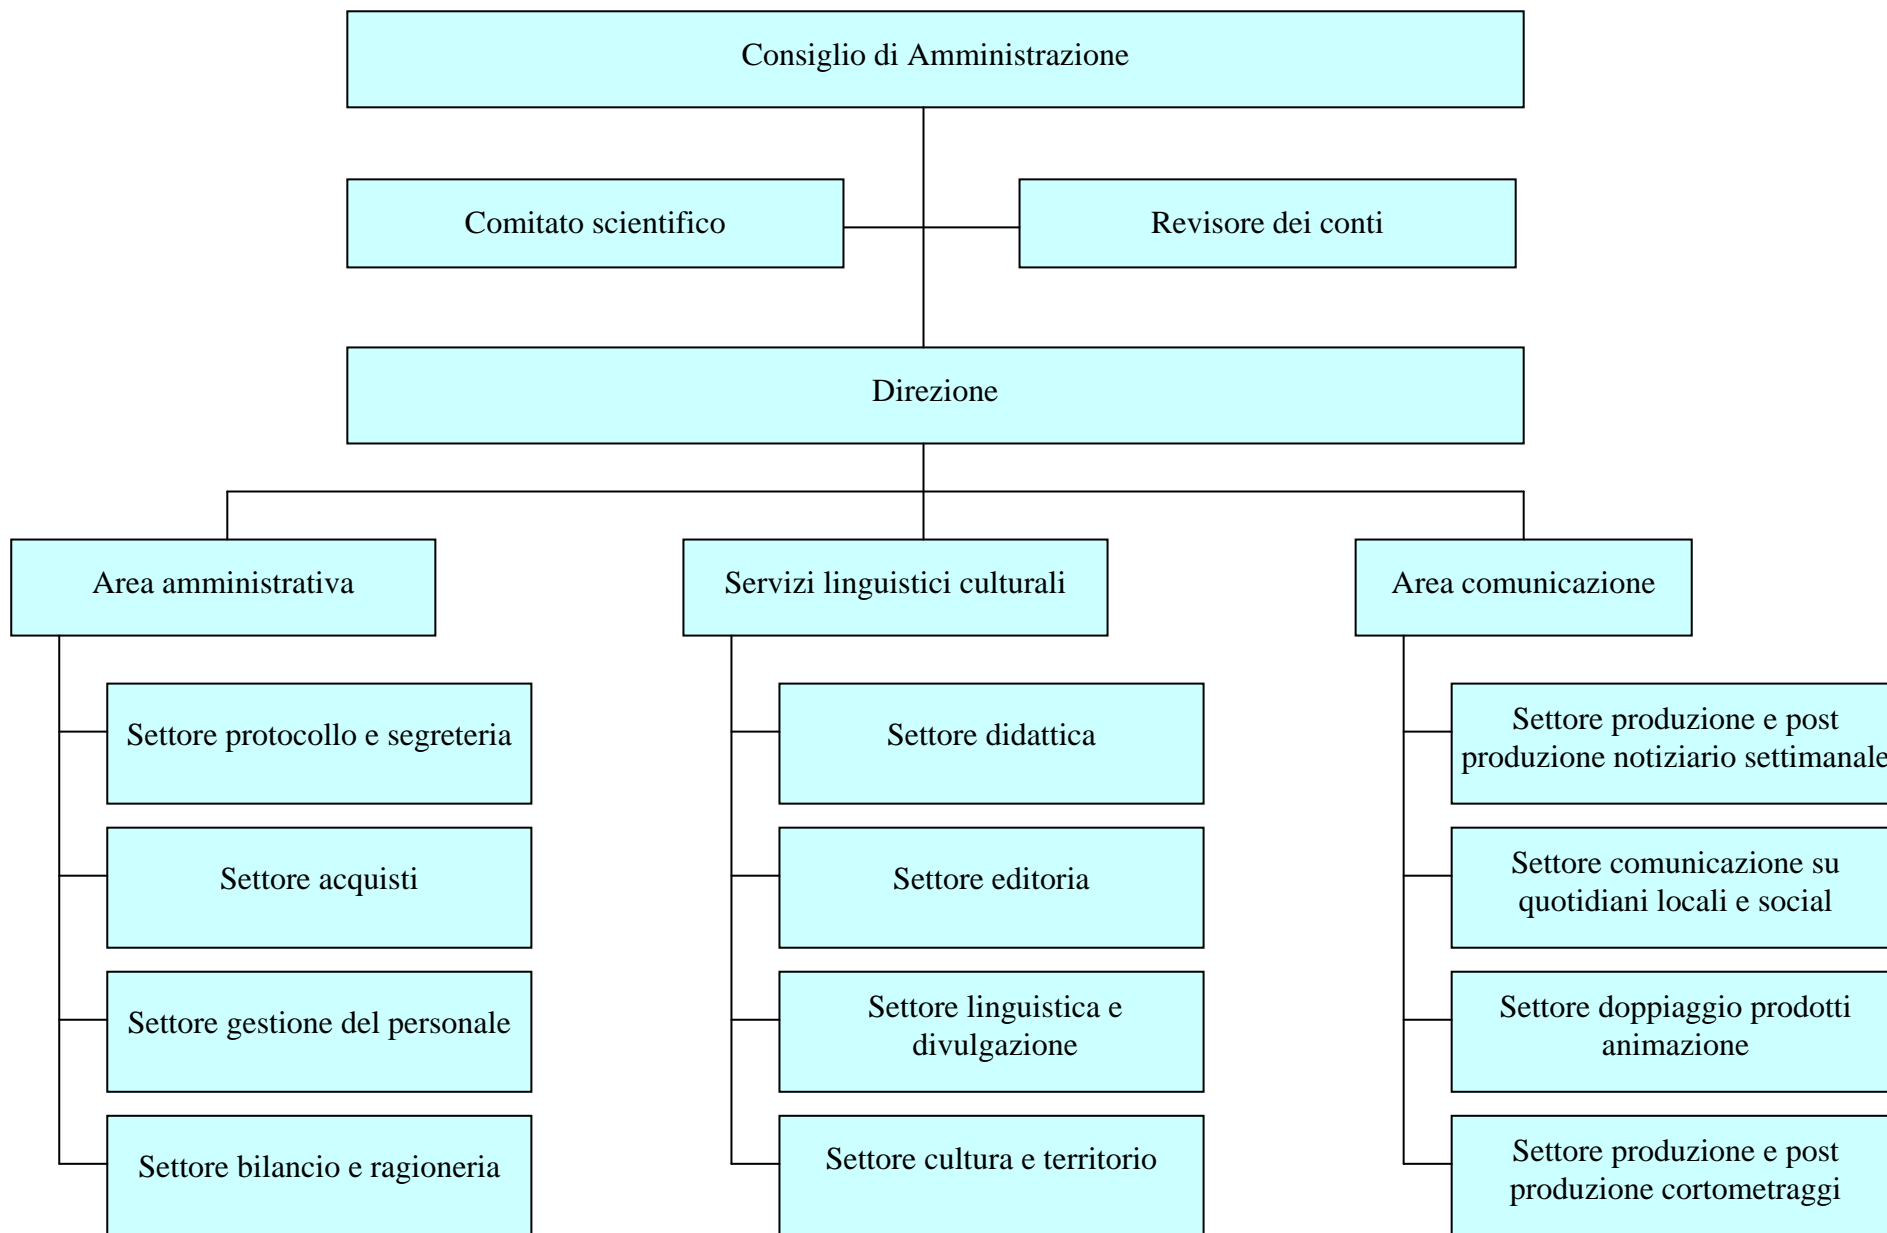 Consiglio di Amministrazione
Comitato scientifico
Revisore dei conti
Direzione
Area amministrativa
Servizi linguistici culturali
Area comunicazione
Settore protocollo e segreteria
Settore acquisti
Settore gestione del personale
Settore bilancio e ragioneria
Settore didattica
Settore editoria
Settore linguistica e
divulgazione
Settore cultura e territorio
Settore produzione e post
produzione notiziario settimanale
Settore comunicazione su
quotidiani locali e social
Settore doppiaggio prodotti
animazione
Settore produzione e post
produzione cortometraggi